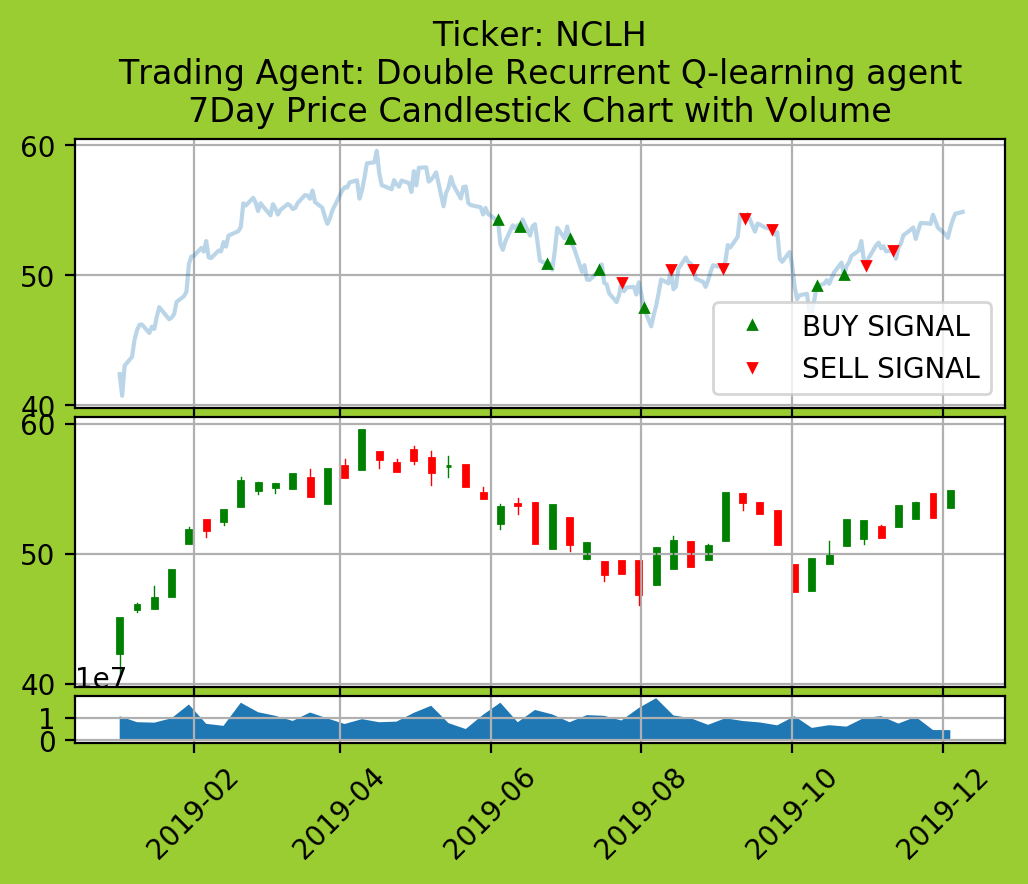 Ticker: NCLH
Trading Agent: Double Recurrent Q-learning agent
7Day Price Candlestick Chart with Volume
60
50
40
BUY SIGNAL
SELL SIGNAL
60
50
40
1e7
1
0
2019-02
2019-04
2019-06
2019-08
2019-10
2019-12